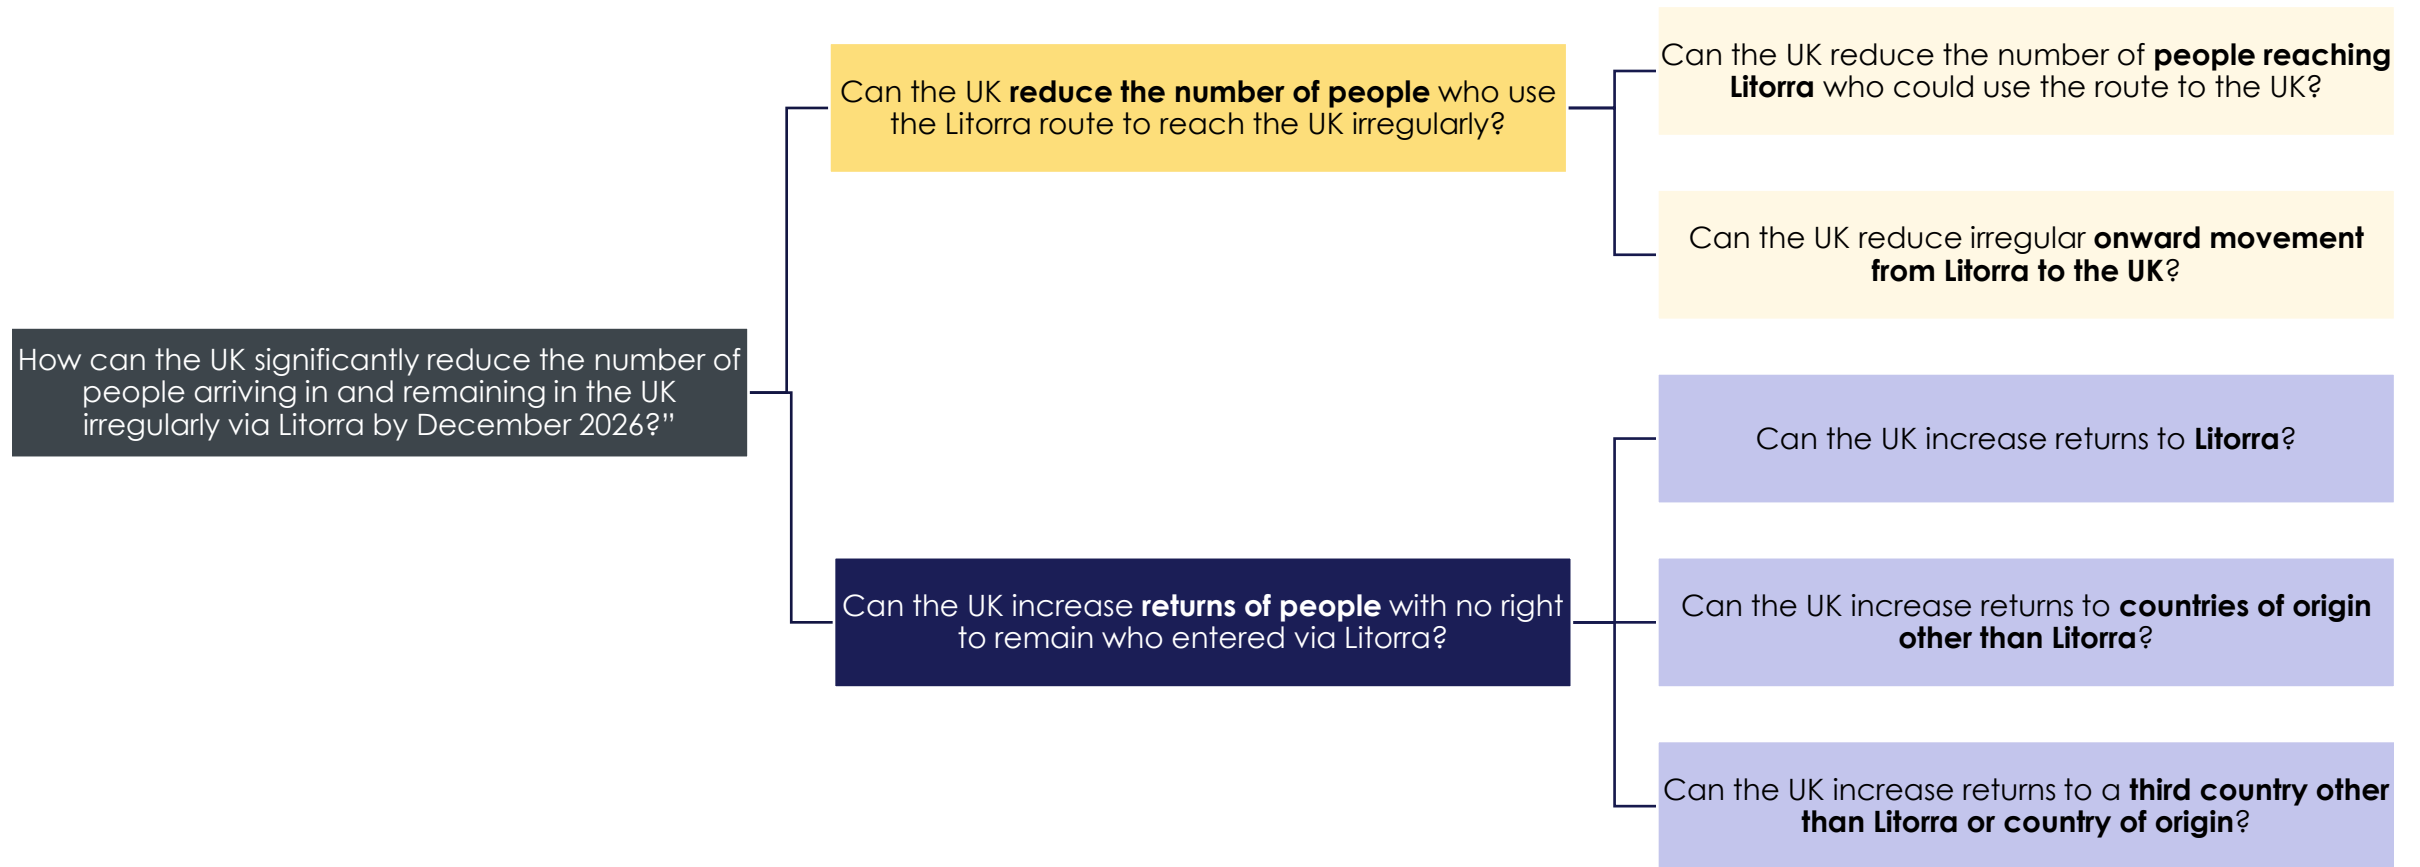 How can the UK significantly reduce the number of
people arriving in and remaining in the UK
irregularly via Litorra by December 2026?”
Can the UK reduce the number of people who use
the Litorra route to reach the UK irregularly?
Can the UK reduce the number of people reaching
Litorra who could use the route to the UK?
Can the UK reduce irregular onward movement
from Litorra to the UK?
Can the UK increase returns of people with no right
to remain who entered via Litorra?
Can the UK increase returns to Litorra?
Can the UK increase returns to countries of origin
other than Litorra?
Can the UK increase returns to a third country other
than Litorra or country of origin?